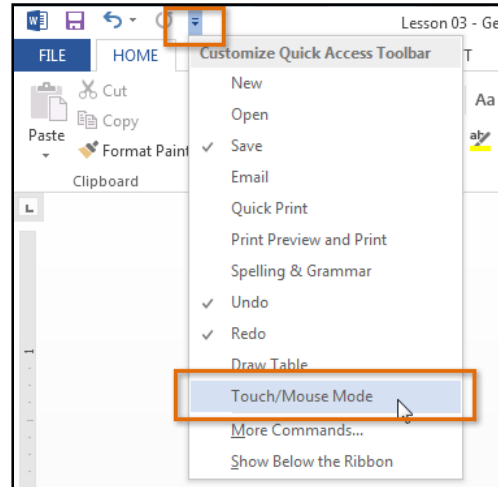 Lesson 03 - Ge
FILE HOME T
Customize Quick Access Toolbar
New
Open
Save
Email
Quick Print
Print Preview and Print
Spelling & Grammar
Undo
Redo
Draw Table
Touch/Mouse Mode
More Commands...
Show Below the Ribbon
Cut
Copy
Format Paint
Paste
Clipboard
Aa
aby
L
1